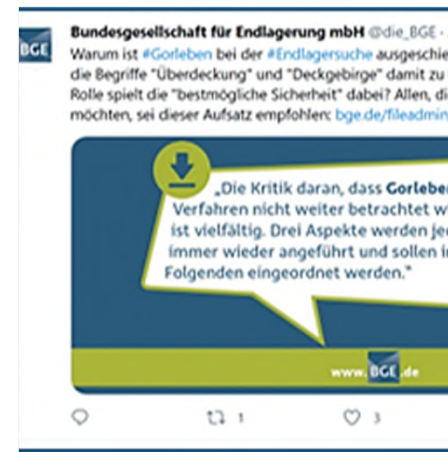 BGE
Bundesgesellschaft für Endlagerung mbH @die_BGE ·
Warum ist #Gorleben bei der #Endlagersuche ausgeschie
die Begriffe "Überdeckung" und "Deckgebirge" damit zu
Rolle spielt die "bestmögliche Sicherheit" dabei? Allen, di
möchten, sei dieser Aufsatz empfohlen: bge.de/fileadmin
„Die Kritik daran, dass Gorlebe
Verfahren nicht weiter betrachtet w
ist vielfältig. Drei Aspekte werden je
immer wieder angeführt und sollen i
Folgenden eingeordnet werden."
www.BGE.de
1
3